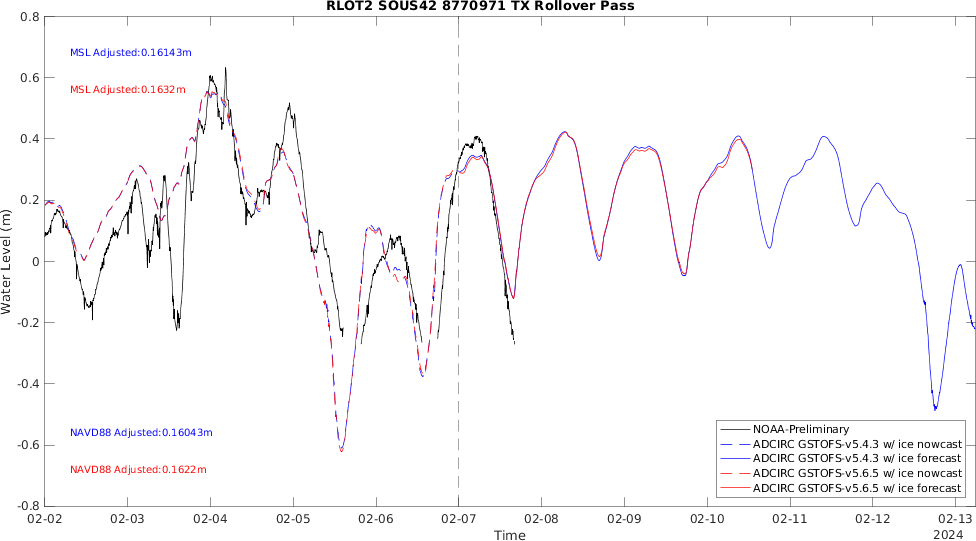 RLOT2 SOUS42 8770971 TX Rollover Pass
0.8
MSL Adjusted:0.16143m
0.6
MSL Adjusted:0.1632m
0.4
0.2
Water Level (m)
0
-0.2
-0.4
NAVD88 Adjusted:0.16043m
NOAA-Preliminary
-0.6
ADCIRC GSTOFS-v5.4.3 w/ ice nowcast
ADCIRC GSTOFS-v5.4.3 w/ ice forecast
NAVD88 Adjusted:0.1622m
ADCIRC GSTOFS-v5.6.5 w/ ice nowcast
ADCIRC GSTOFS-v5.6.5 w/ ice forecast
-0.8
02-02 02-03 02-04 02-05 02-06 02-07 02-08 02-09 02-10 02-11 02-12 02-13
Time 2024